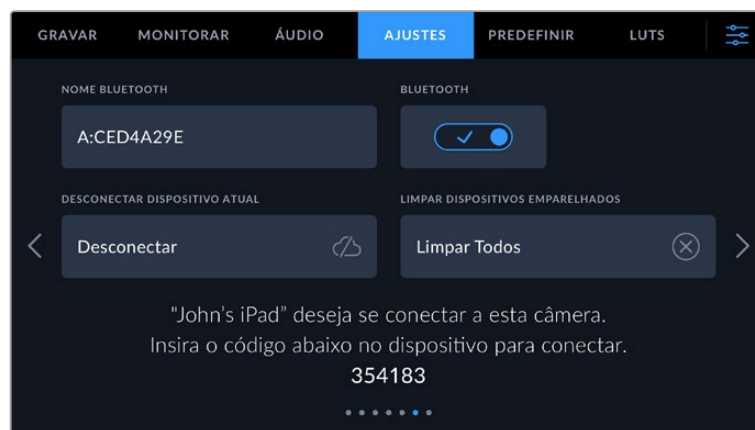 GRAVAR MONITORAR ÁUDIO AJUSTES PREDEFINIR LUTS
NOME BLUETOOTH BLUETOOTH
A:CED4A29E
DESCONECTAR DISPOSITIVO ATUAL LIMPAR DISPOSITIVOS EMPARELHADOS
Desconectar Limpar Todos
"John's iPad” deseja se conectar a esta câmera.
Insira o código abaixo no dispositivo para conectar.
354183